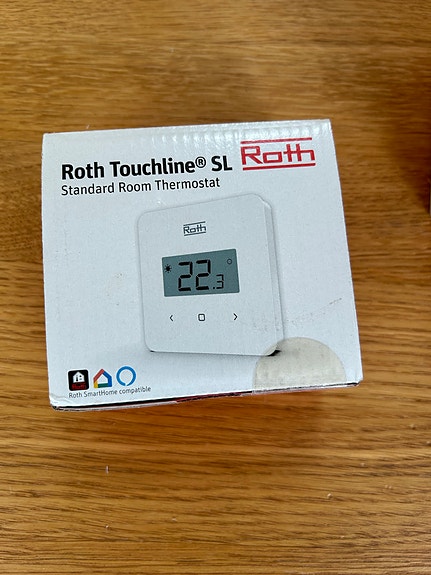 Roth Touchline® SL
Roth
Standard Room Thermostat
Roth
22.3
Roth SmartHome compatible